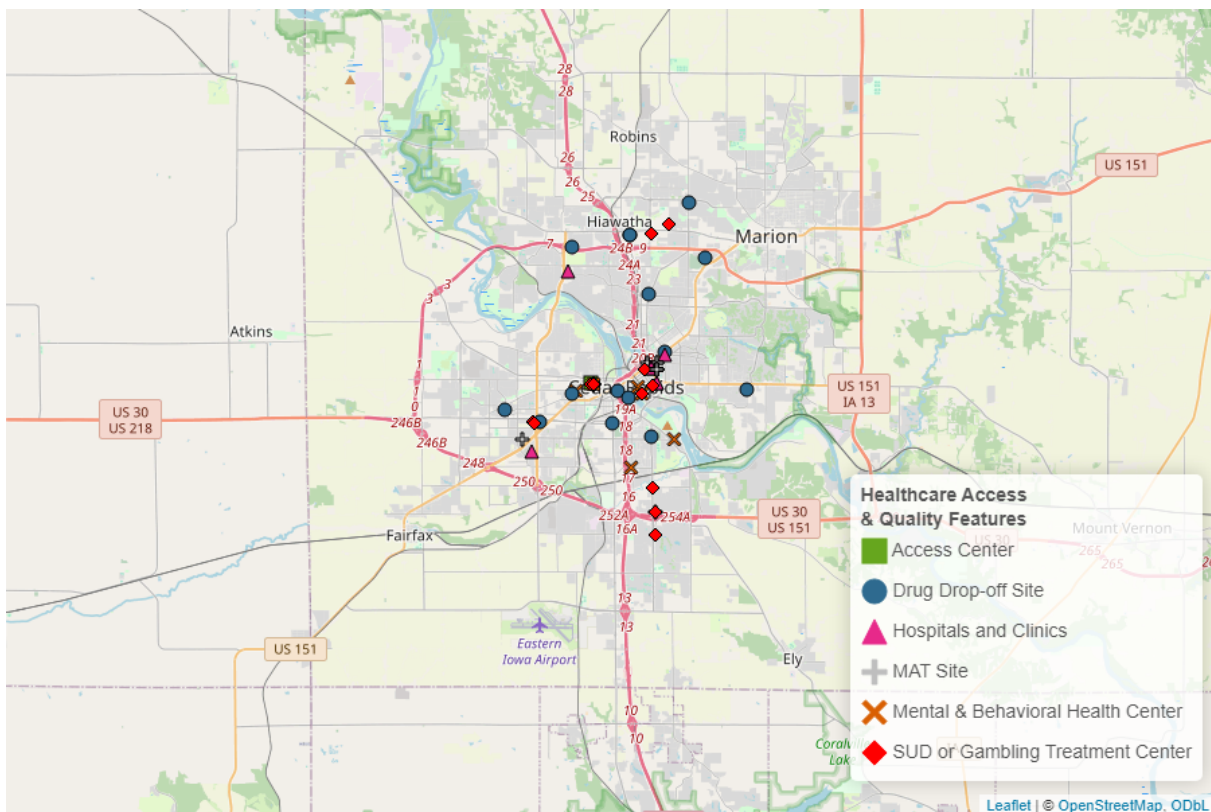 28
28
Robins
US 151
26
26
25
Hiawatha
7
24B
9
Marion
24A
3
23
3
21
Atkins
21
20B
1
0
US 30
US 218
246B
19A
US 151
IA 13
18
246B
18
248
17
250
250
16
252A
254A
16A
US 30
US 151
Fairfax
Mount Vernon
US 30
265
265
13
13
Eastern
Iowa Airport
US 151
Ely
10
10
Healthcare Access
& Quality Features
Access Center
Drug Drop-off Site
Hospitals and Clinics
MAT Site
Mental & Behavioral Health Center
SUD or Gambling Treatment Center
Leaflet | © OpenStreetMap, ODbL